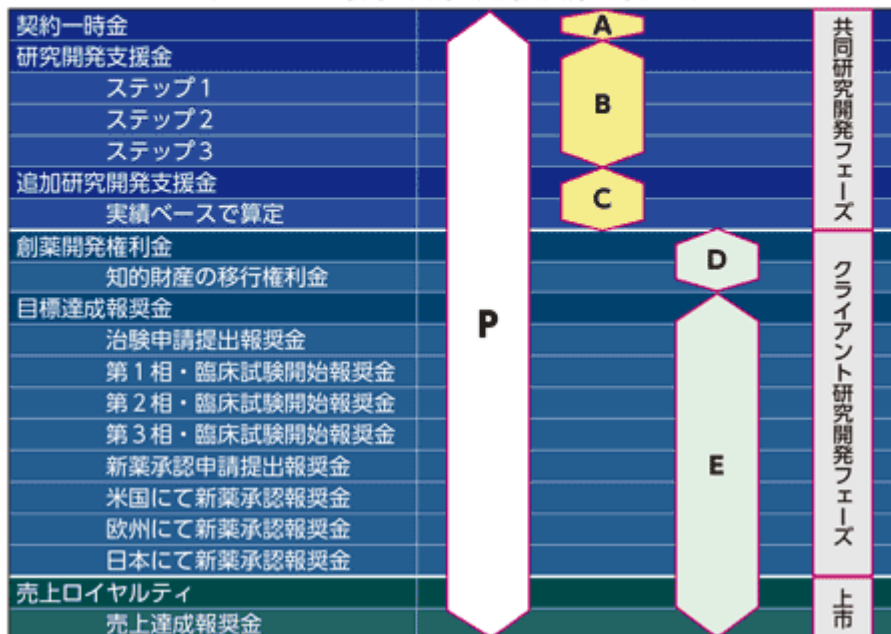 契約一時金
研究開発支援金
ステップ1
ステップ2
ステップ3
追加研究開発支援金
実績ベースで算定
創薬開発権利金
知的財産の移行権利金
目標達成報奨金
治験申請提出報奨金
第1相・臨床試験開始報奨金
第2相・臨床試験開始報奨金
第3相・臨床試験開始報奨金
新薬承認申請提出報奨金
米国にて新薬承認報奨金
欧州にて新薬承認報奨金
日本にて新薬承認報奨金
売上ロイヤルティ
売上達成報奨金
P
A
B
C
D
E
共同研究開発フェーズ
クライアント研究開発フェーズ
上市